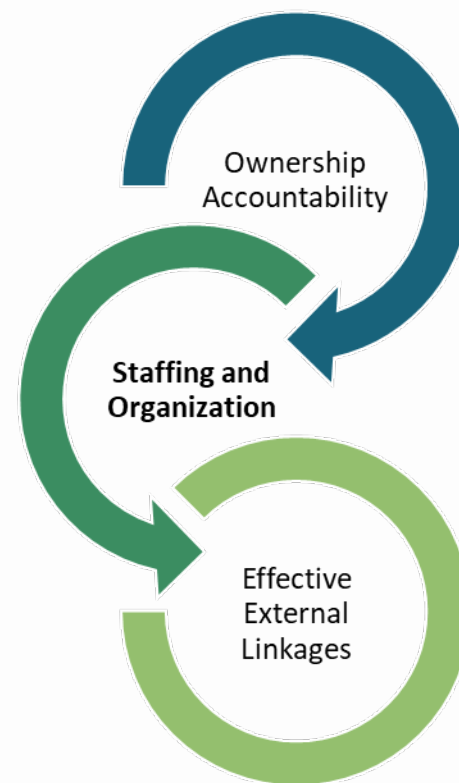 Ownership
Accountability
Staffing and
Organization
Effective
External
Linkages